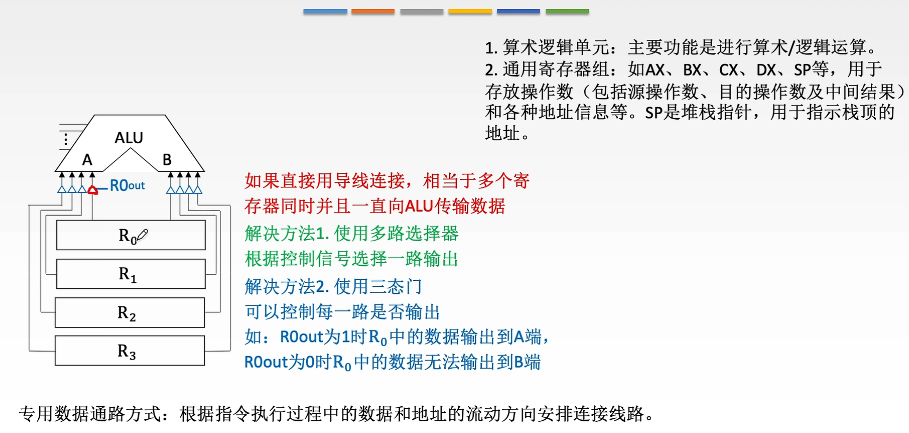 1. 算术逻辑单元：主要功能是进行算术/逻辑运算。
2. 通用寄存器组：如AX、BX、CX、DX、SP等，用于
存放操作数（包括源操作数、目的操作数及中间结果）
和各种地址信息等。SP是堆栈指针，用于指示栈顶的
地址。
ALU
A
B
R0out
如果直接用导线连接，相当于多个寄
存器同时并且一直向ALU传输数据
R₀
解决方法1. 使用多路选择器
根据控制信号选择一路输出
R₁
解决方法2. 使用三态门
可以控制每一路是否输出
R₂
如：R0out为1时R₀中的数据输出到A端，
R0out为0时R₀中的数据无法输出到B端
R₃
专用数据通路方式：根据指令执行过程中的数据和地址的流动方向安排连接线路。